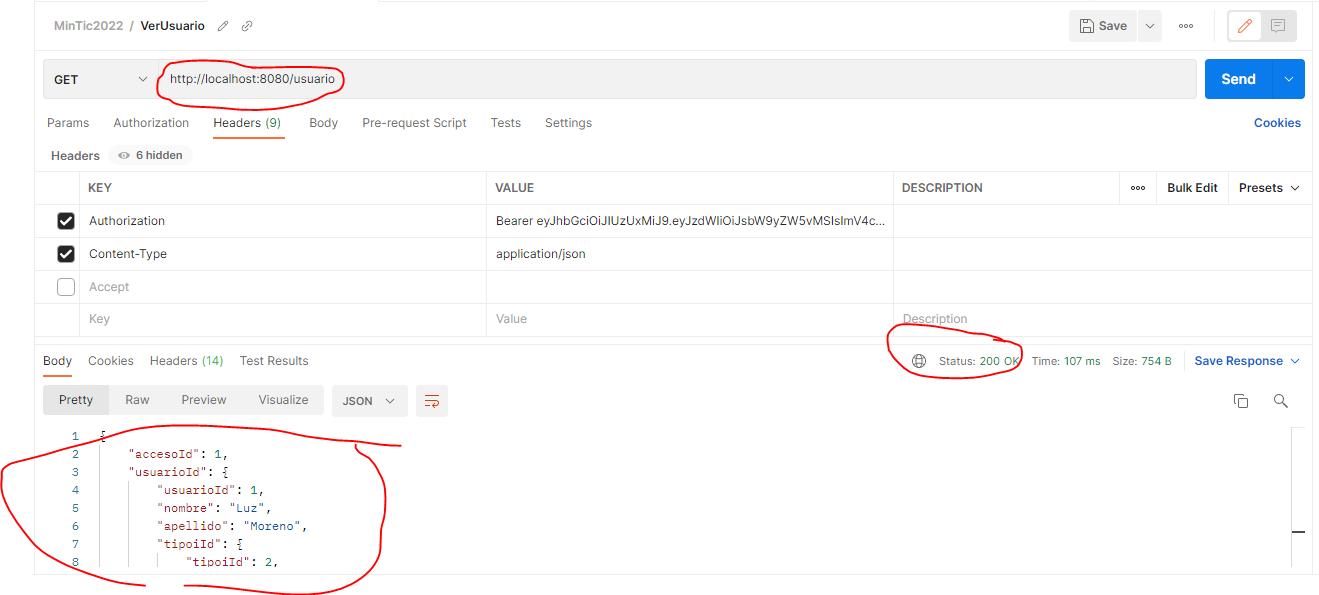 MinTic2022 / VerUsuario
Save
GET http://localhost:8080/usuario Send
Params Authorization Headers (9) Body Pre-request Script Tests Settings Cookies
Headers 6 hidden
KEY VALUE DESCRIPTION Bulk Edit Presets
Authorization Bearer eyJhbGciOiJIUzUxMiJ9.eyJzdWIiOiJsbW9yZW5vMSIsImV4c...
Content-Type application/json
Accept
Key Value Description
Body Cookies Headers (14) Test Results Status: 200 OK Time: 107 ms Size: 754 B Save Response
Pretty Raw Preview Visualize JSON
1 {
2 "accesoId": 1,
3 "usuarioId": {
4 "usuarioId": 1,
5 "nombre": "Luz",
6 "apellido": "Moreno",
7 "tipoiId": {
8 "tipoiId": 2,